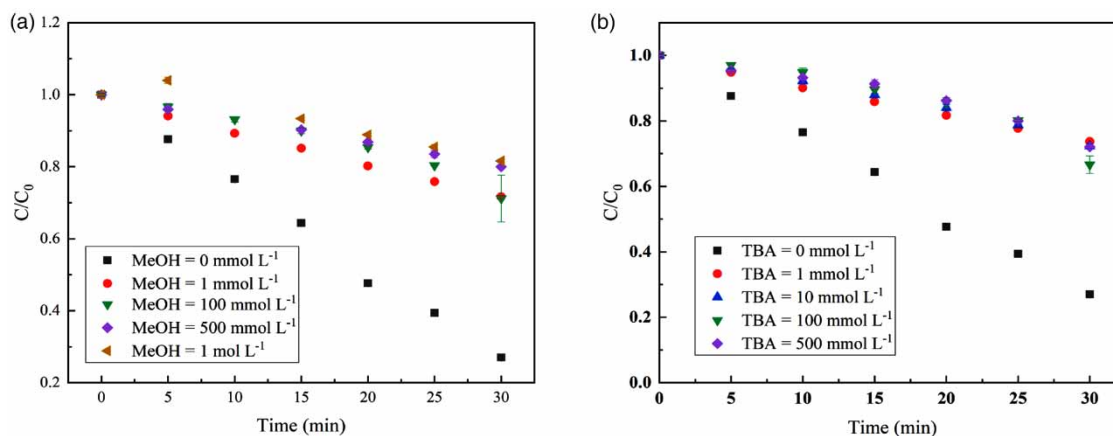 (a)
1.2
1.0
0.8
0.6
0.4
0.2
C/C₀
MeOH = 0 mmol L⁻¹
MeOH = 1 mmol L⁻¹
MeOH = 100 mmol L⁻¹
MeOH = 500 mmol L⁻¹
MeOH = 1 mol L⁻¹
0 5 10 15 20 25 30
Time (min)
(b)
1.0
0.8
0.6
0.4
0.2
0.0
C/C₀
TBA = 0 mmol L⁻¹
TBA = 1 mmol L⁻¹
TBA = 10 mmol L⁻¹
TBA = 100 mmol L⁻¹
TBA = 500 mmol L⁻¹
0 5 10 15 20 25 30
Time (min)